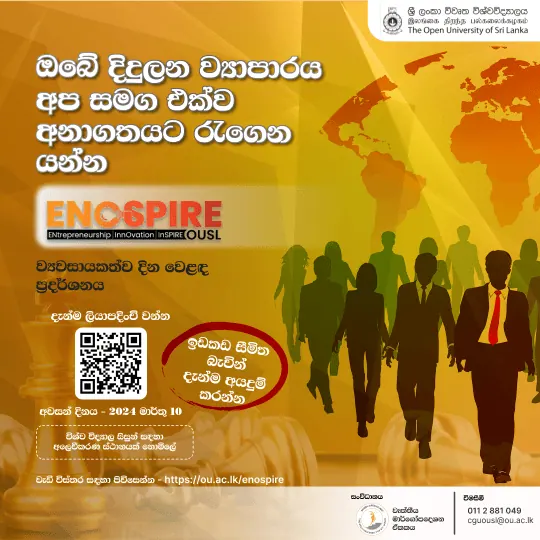 ශ්‍රී ලංකා විවෘත විශ්වවිද්‍යාලය
இலங்கை திறந்த பல்கலைக்கழகம்
The Open University of Sri Lanka
ඔබේ දිදුලන ව්‍යාපාරය
අප සමග එක්ව
අනාගතයට රැගෙන
යන්න
ENOSPIRE
ENtrepreneurship | InnOvation | inSPIRE OUSL
ව්‍යවසායකත්ව දින වෙළඳ
ප්‍රදර්ශනය
දැන්ම ලියාපදිංචි වන්න
ඉඩකඩ සීමිත
බැවින්
දැන්ම අයදුම්
කරන්න
අවසන් දිනය - 2024 මාර්තු 10
විශ්ව විද්‍යාල සිසුන් සඳහා
අලෙවිකරණ ස්ථානයක් නොමිලේ
වැඩි විස්තර සඳහා පිවිසෙන්න - https://ou.ac.lk/enospire
සංවිධානය
වෘත්තීය
මාර්ගෝපදෙශන
ඒකකය
විමසීම්
011 2 881 049
cguousl@ou.ac.lk